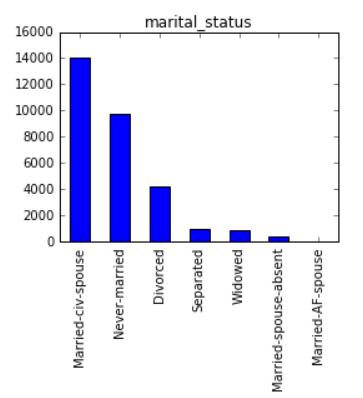 marital_status
16000
14000
12000
10000
8000
6000
4000
2000
0
Married-civ-spouse
Never-married
Divorced
Separated
Widowed
Married-spouse-absent
Married-AF-spouse